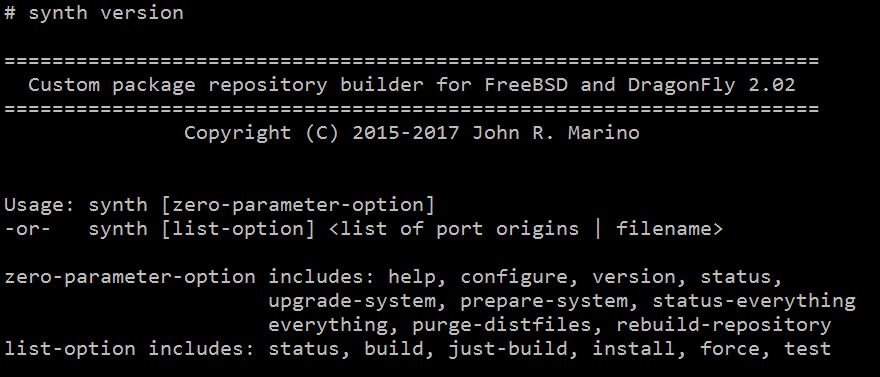 # synth version
====================================================================
Custom package repository builder for FreeBSD and DragonFly 2.02
====================================================================
Copyright (C) 2015-2017 John R. Marino
Usage: synth [zero-parameter-option]
-or-   synth [list-option] <list of port origins | filename>
zero-parameter-option includes: help, configure, version, status,
upgrade-system, prepare-system, status-everything
everything, purge-distfiles, rebuild-repository
list-option includes: status, build, just-build, install, force, test